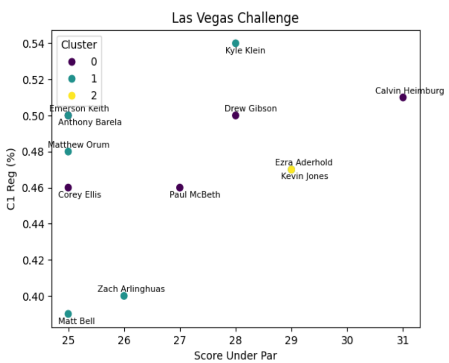 Las Vegas Challenge
Cluster
0
1
2
Kyle Klein
Calvin Heimburg
Emerson Keith
Anthony Barela
Drew Gibson
Matthew Orum
Ezra Aderhold
Kevin Jones
Corey Ellis
Paul McBeth
Zach Arlinghuas
Matt Bell
0.54
0.52
0.50
0.48
0.46
0.44
0.42
0.40
C1 Reg (%)
25 26 27 28 29 30 31
Score Under Par